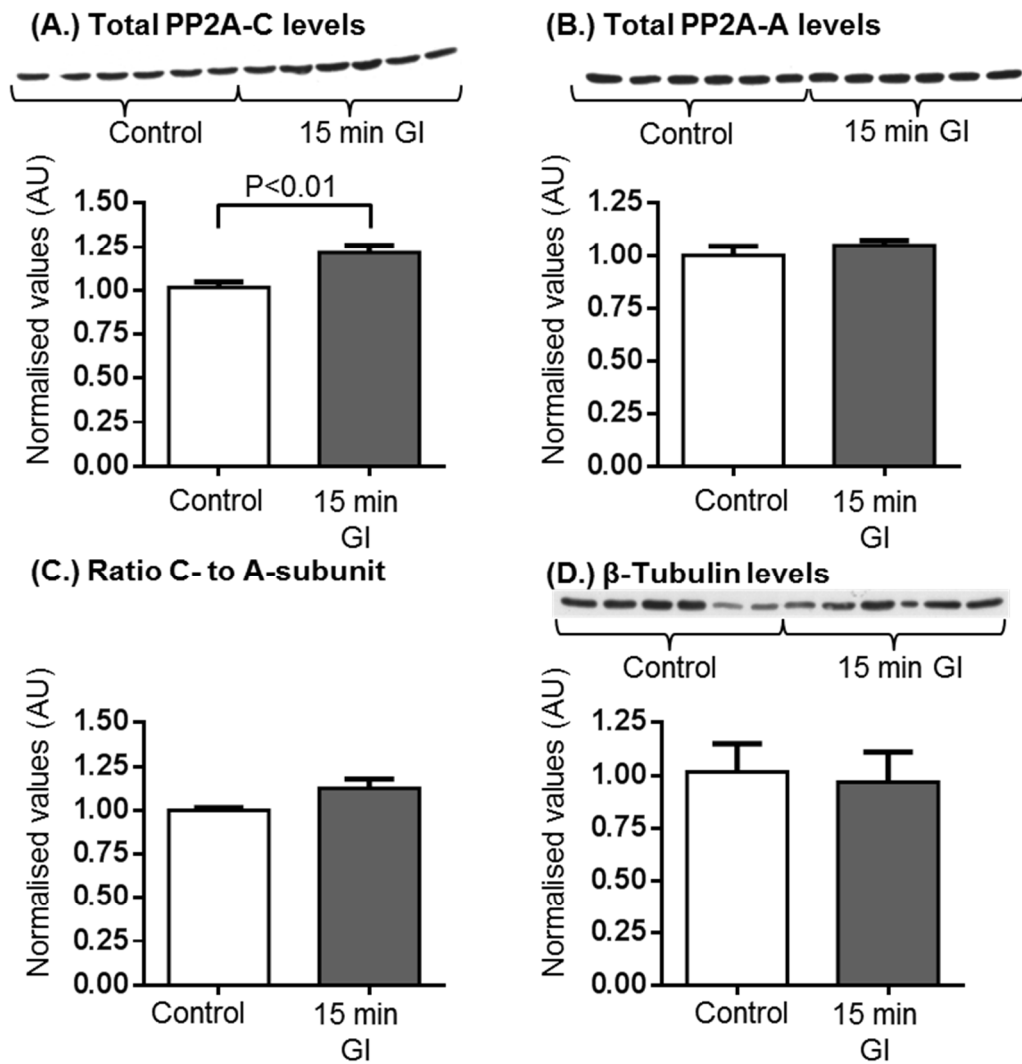 (A.) Total PP2A-C levels
Control
15 min GI
P<0.01
Normalised values (AU)
1.50
1.25
1.00
0.75
0.50
0.25
0.00
Control
15 min
GI
(B.) Total PP2A-A levels
Control
15 min GI
Normalised values (AU)
1.25
1.00
0.75
0.50
0.25
0.00
Control
15 min
GI
(C.) Ratio C- to A-subunit
Normalised values (AU)
1.50
1.25
1.00
0.75
0.50
0.25
0.00
Control
15 min
GI
(D.) β-Tubulin levels
Control
15 min GI
Normalised values (AU)
1.25
1.00
0.75
0.50
0.25
0.00
Control
15 min
GI